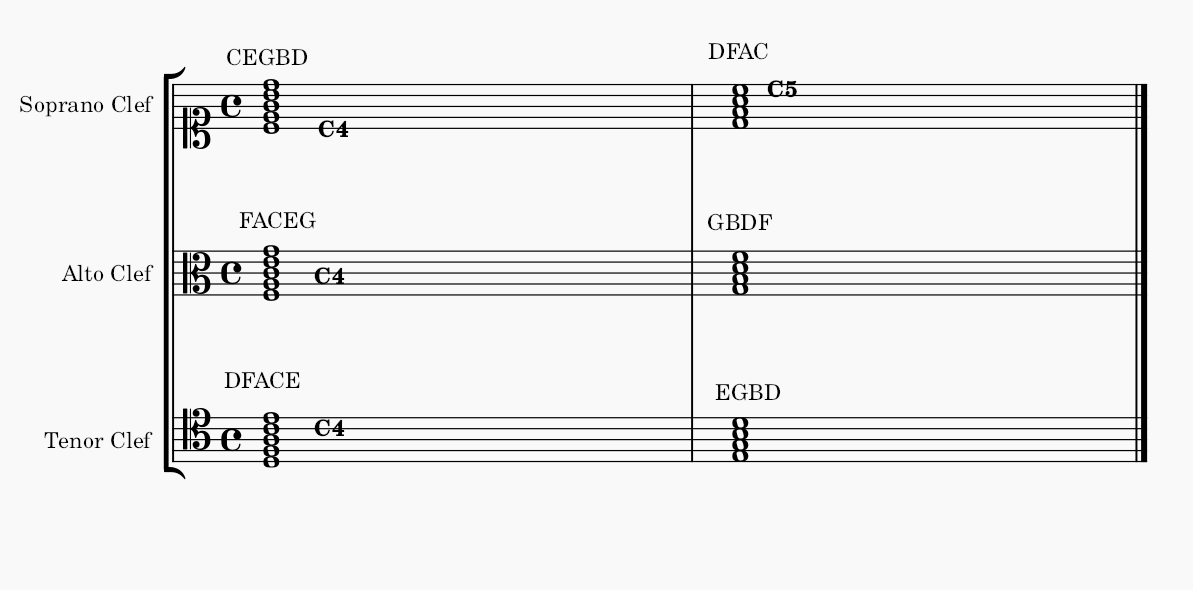 CEGBD
DFAC
Soprano Clef
C4
C5
FACEG
GBDF
Alto Clef
C4
DFACE
EGBD
Tenor Clef
C4